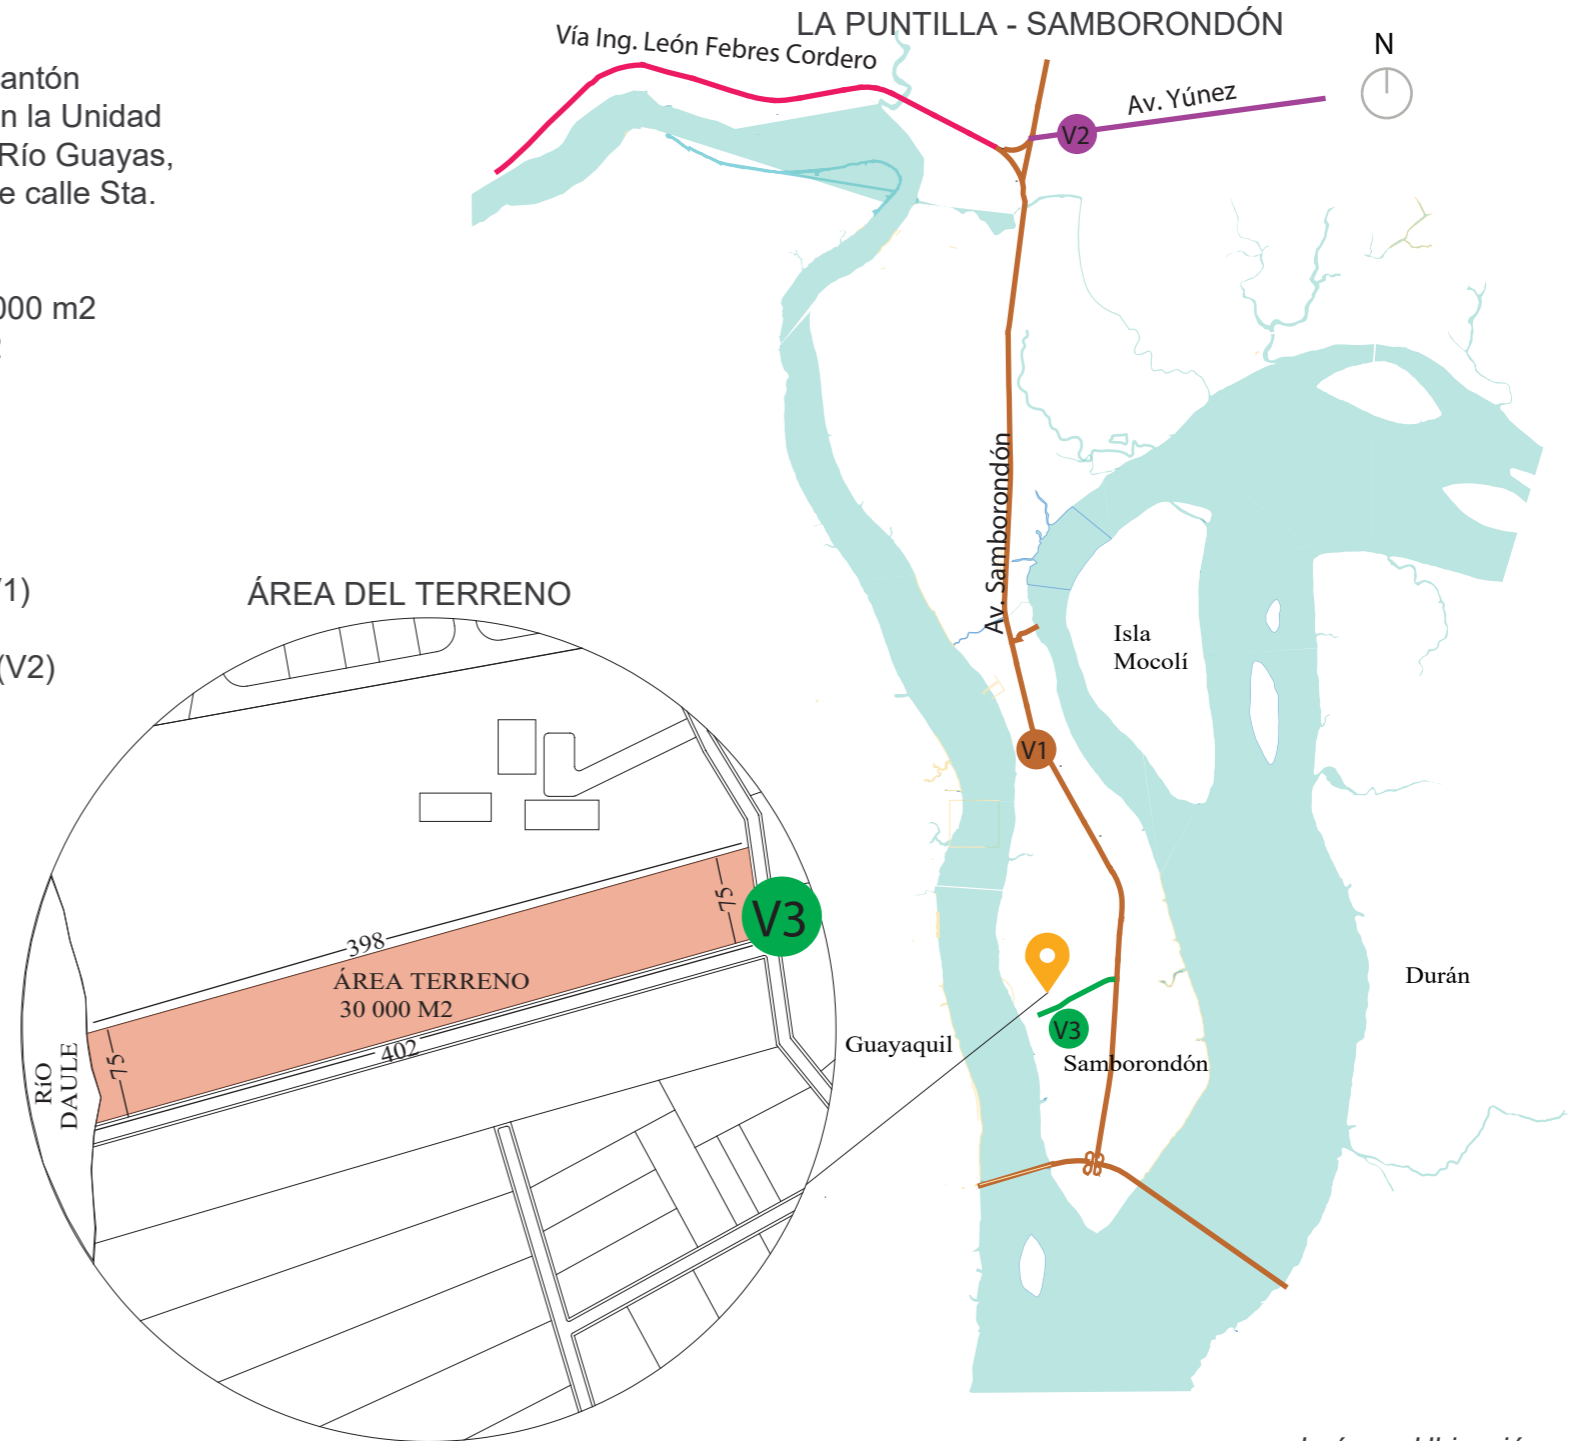 LA PUNTILLA - SAMBORONDÓN
Vía Ing. León Febres Cordero
N
Av. Yúnez
V2
antón
n la Unidad
Río Guayas,
e calle Sta.
000 m2
Av. Samborondón
1)
(V2)
ÁREA DEL TERRENO
Isla
Mocolí
V1
V3
75
398
ÁREA TERRENO
30 000 M2
402
75
RíO
DAULE
Durán
Guayaquil
V3
Samborondón